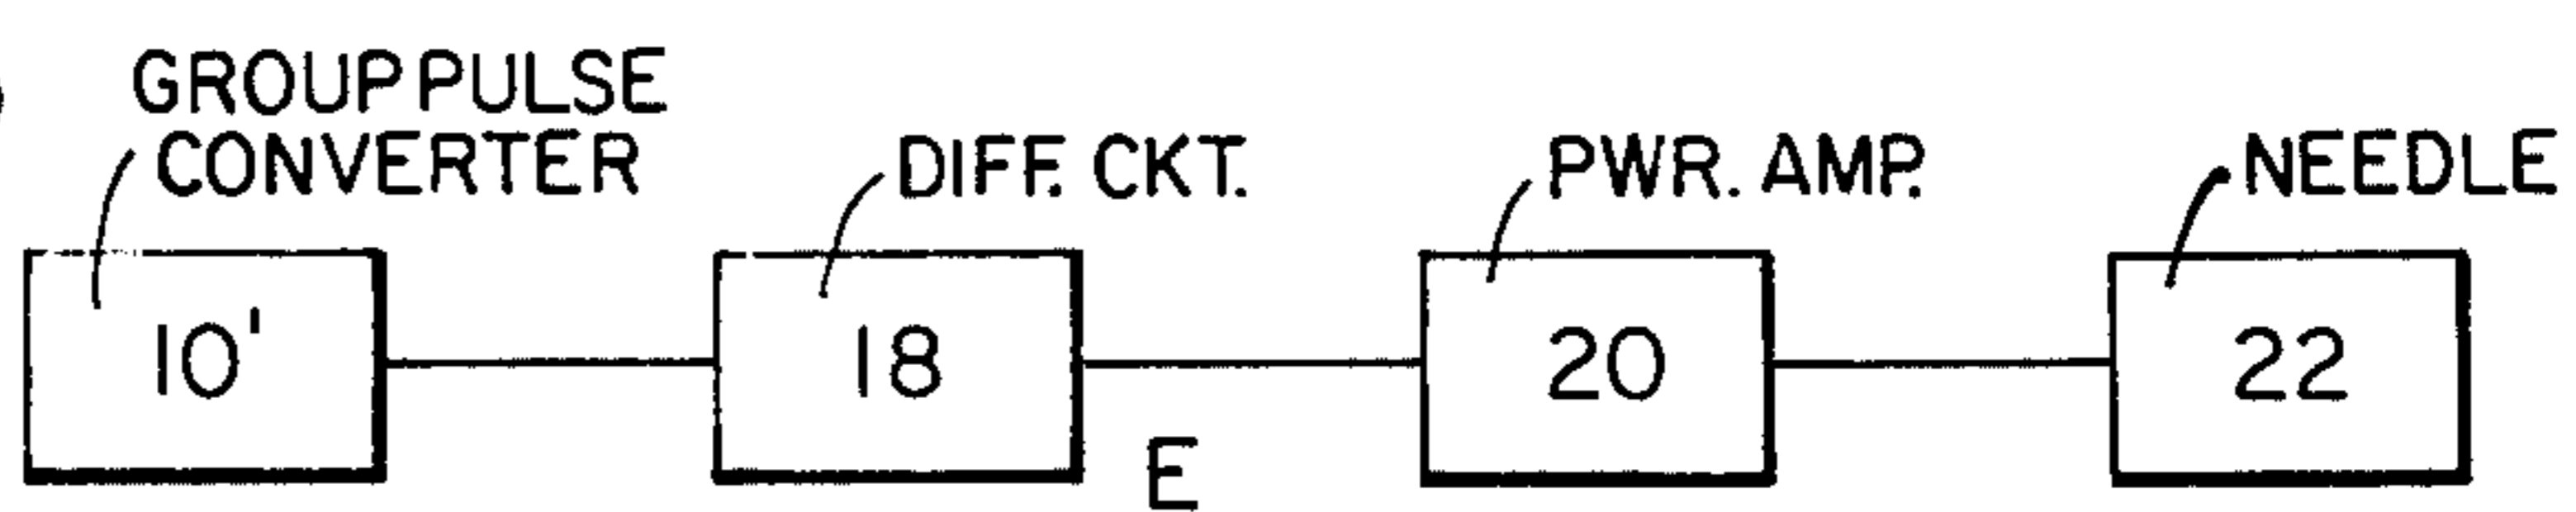 GROUP PULSE
CONVERTER
DIFF. CKT.
PWR. AMP.
NEEDLE
10'
18
20
22
E